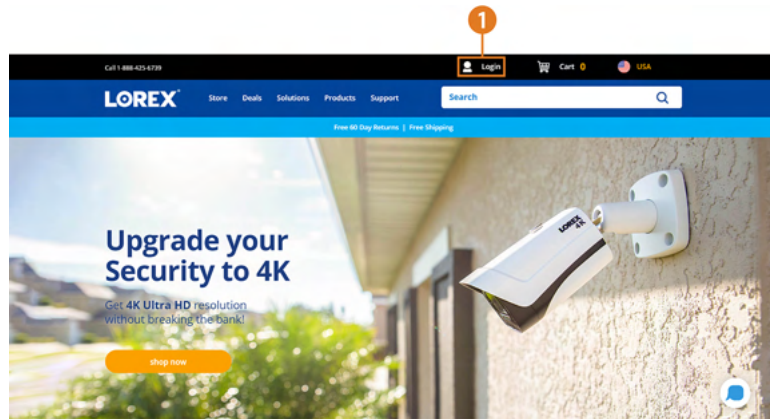 1
Call 1-888-425-6739
Login
Cart 0
USA
LOREX
Store Deals Solutions Products Support
Search
Free 60 Day Returns | Free Shipping
Upgrade your
Security to 4K
Get 4K Ultra HD resolution
without breaking the bank!
shop now
LOREX
4K